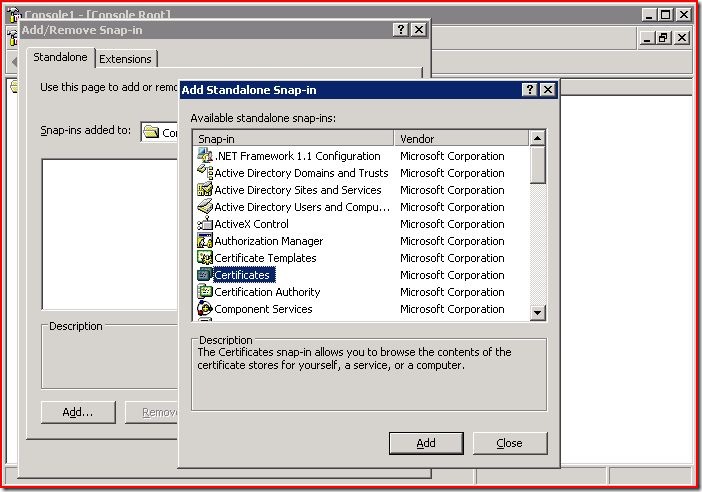 Console1 - [Console Root]
Add/Remove Snap-in
Standalone
Extensions
Use this page to add or remo
Snap-ins added to:
Con
Description
Add...
Remove
Add Standalone Snap-in
Available standalone snap-ins:
Snap-in Vendor
.NET Framework 1.1 Configuration Microsoft Corporation
Active Directory Domains and Trusts Microsoft Corporation
Active Directory Sites and Services Microsoft Corporation
Active Directory Users and Compu... Microsoft Corporation
ActiveX Control Microsoft Corporation
Authorization Manager Microsoft Corporation
Certificate Templates Microsoft Corporation
Certificates Microsoft Corporation
Certification Authority Microsoft Corporation
Component Services Microsoft Corporation
Description
The Certificates snap-in allows you to browse the contents of the
certificate stores for yourself, a service, or a computer.
Add
Close